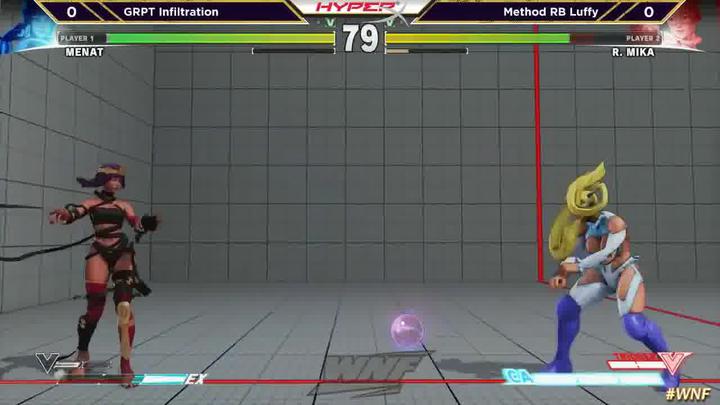 0 GRPT Infiltration HYPER Method RB Luffy 0
PLAYER 1 79 PLAYER 2
MENAT R. MIKA
V EX WNF CA V
#WNF